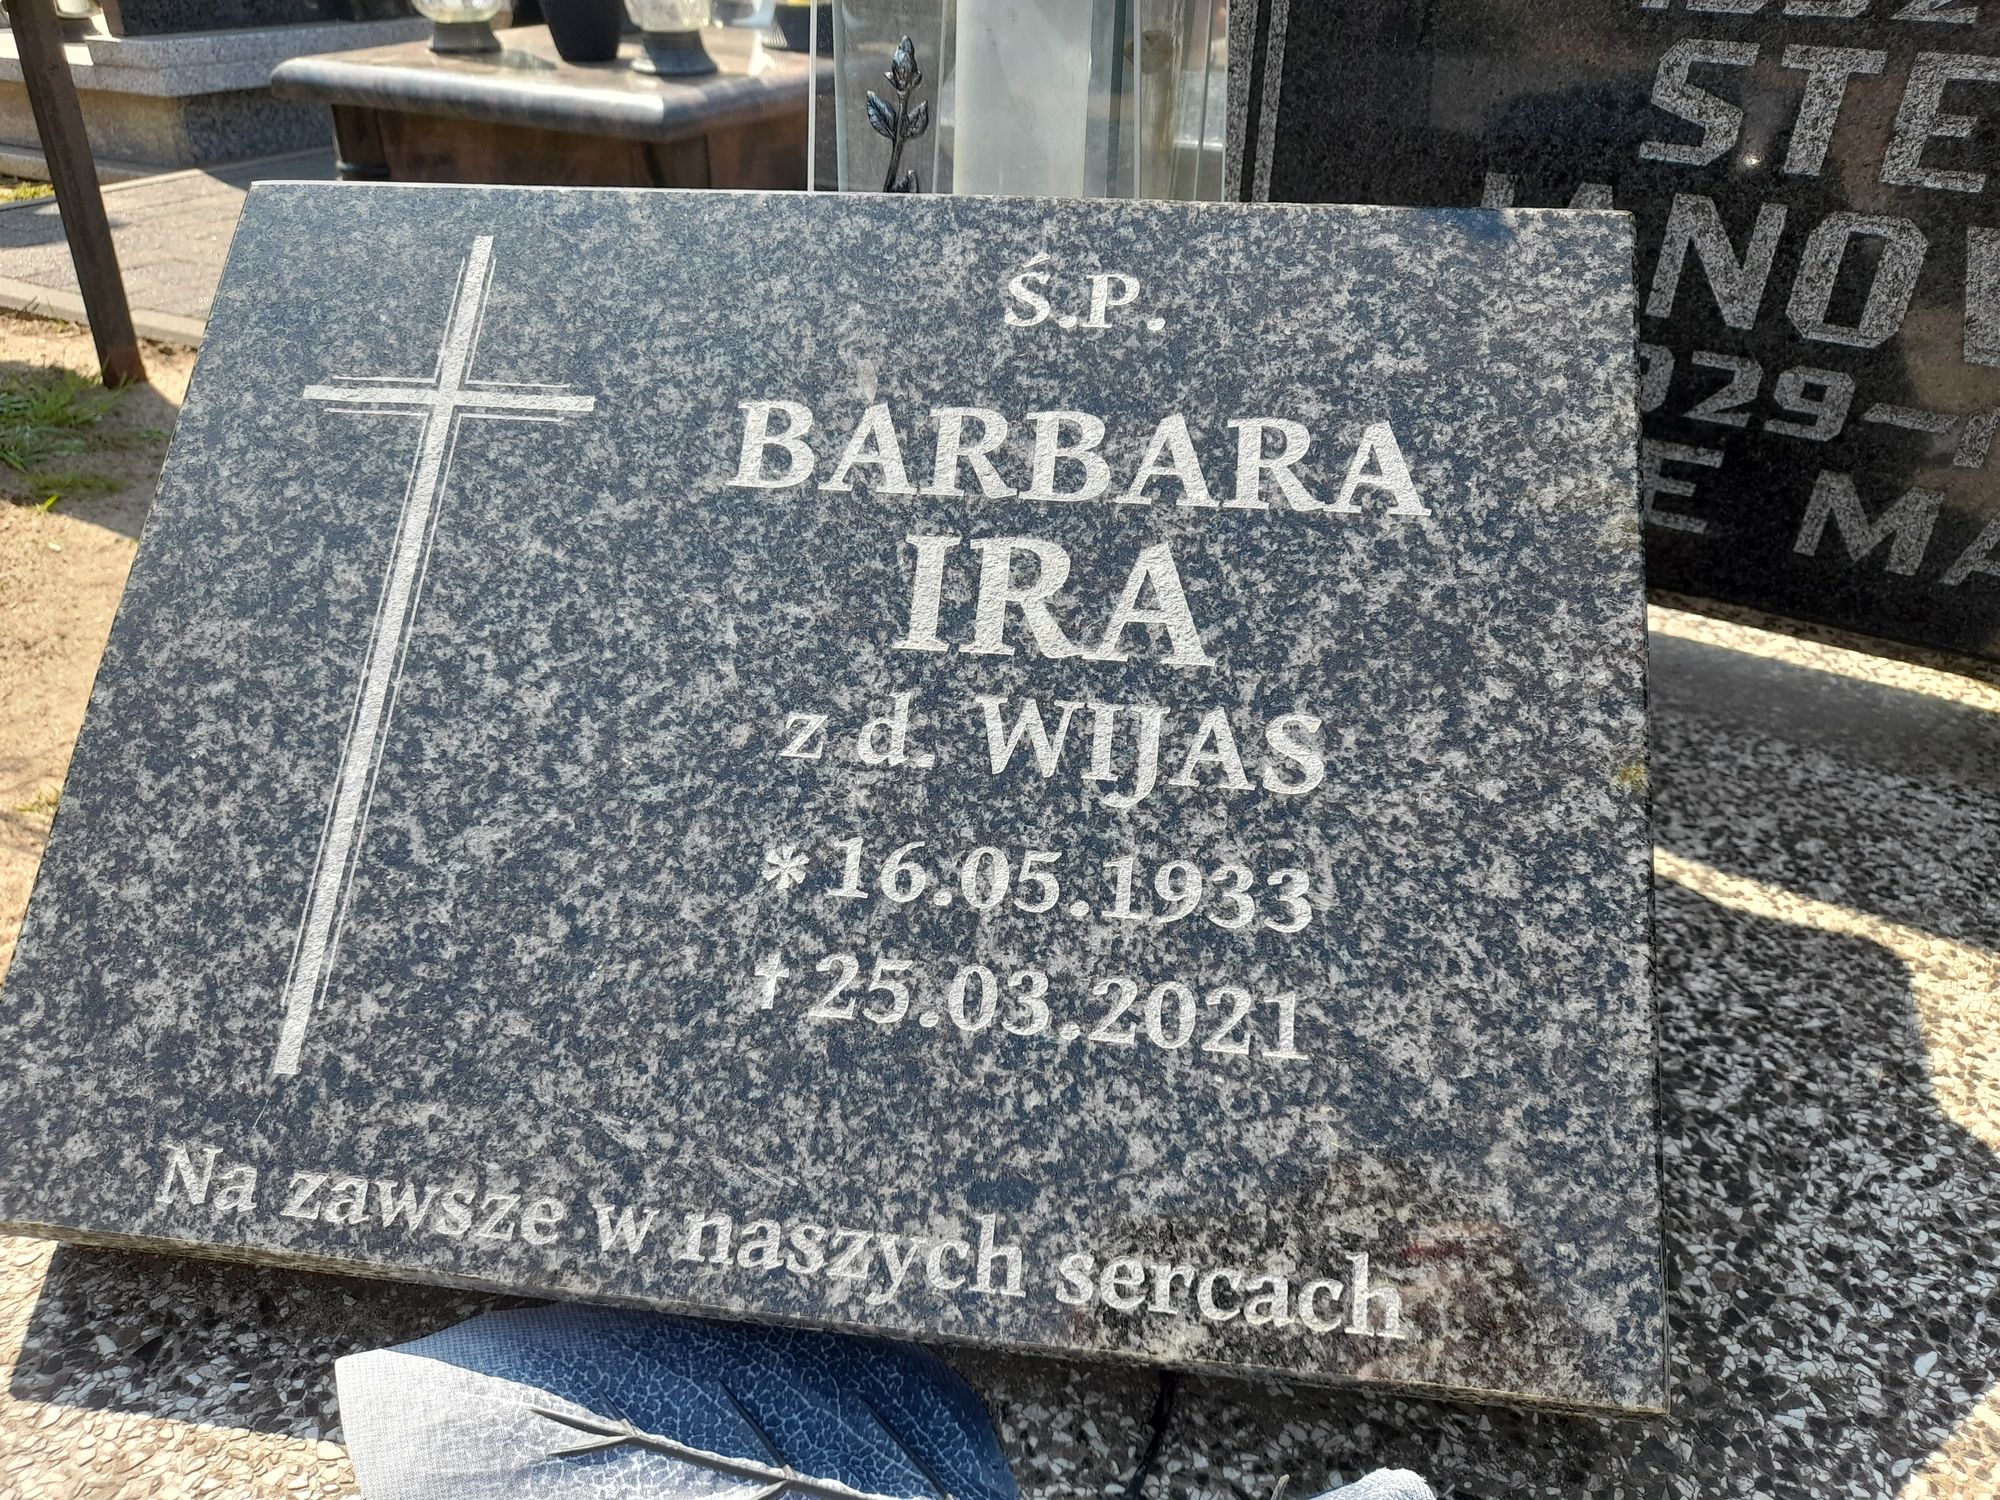 Ś.P.
BARBARA
IRA
z d. WIJAS
*16.05.1933
†25.03.2021
Na zawsze w naszych sercach